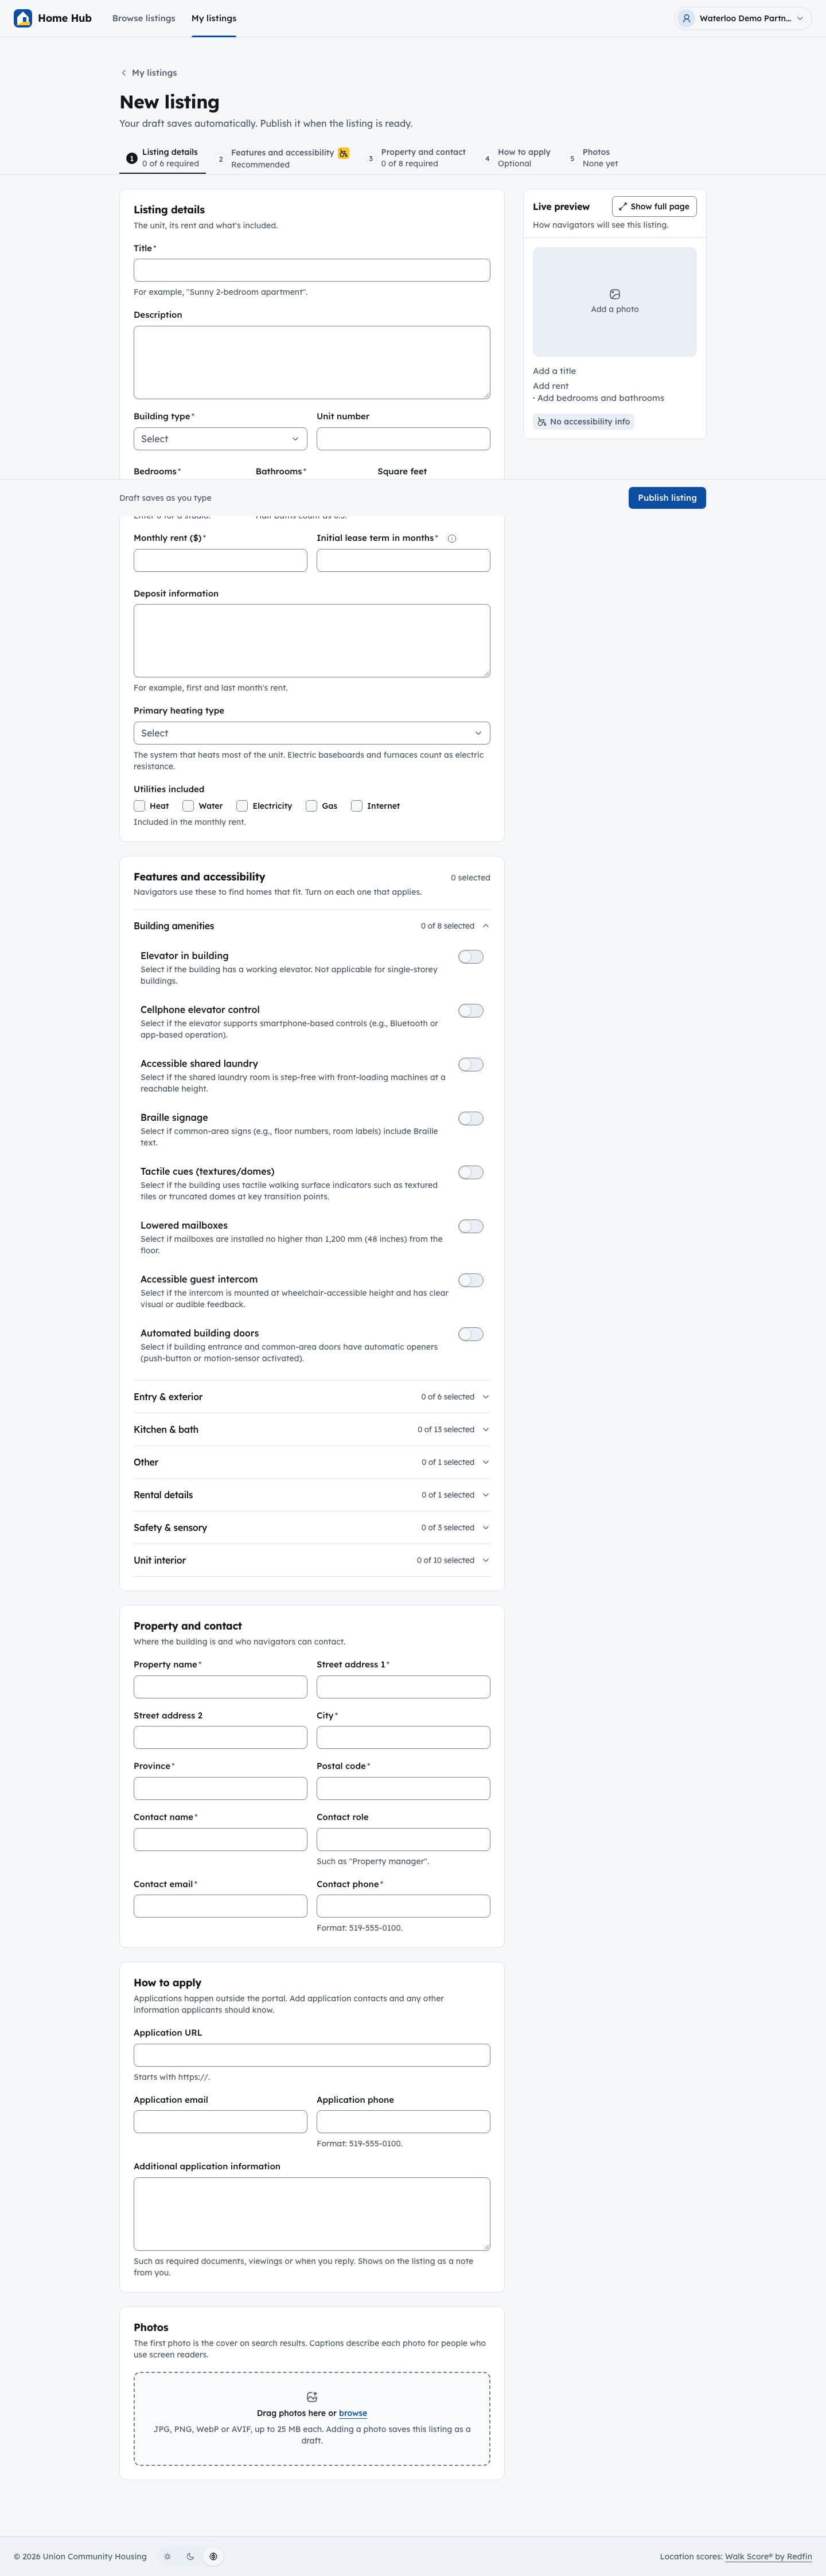 Home Hub
Browse listings
My listings
Waterloo Demo Partn...
My listings
New listing
Your draft saves automatically. Publish it when the listing is ready.
1
Listing details
0 of 6 required
2
Features and accessibility
Recommended
3
Property and contact
0 of 8 required
4
How to apply
Optional
5
Photos
None yet
Listing details
The unit, its rent and what's included.
Title*
For example, "Sunny 2-bedroom apartment".
Description
Building type*
Unit number
Select
Bedrooms*
Bathrooms*
Square feet
Live preview
Show full page
How navigators will see this listing.
Add a photo
Add a title
Add rent
· Add bedrooms and bathrooms
No accessibility info
Draft saves as you type
Publish listing
Enter 0 for a studio.
Half baths count as 0.5.
Monthly rent ($)*
Initial lease term in months*
Deposit information
For example, first and last month's rent.
Primary heating type
Select
The system that heats most of the unit. Electric baseboards and furnaces count as electric
resistance.
Utilities included
Heat
Water
Electricity
Gas
Internet
Included in the monthly rent.
Features and accessibility
0 selected
Navigators use these to find homes that fit. Turn on each one that applies.
Building amenities
0 of 8 selected
Elevator in building
Select if the building has a working elevator. Not applicable for single-storey
buildings.
Cellphone elevator control
Select if the elevator supports smartphone-based controls (e.g., Bluetooth or
app-based operation).
Accessible shared laundry
Select if the shared laundry room is step-free with front-loading machines at a
reachable height.
Braille signage
Select if common-area signs (e.g., floor numbers, room labels) include Braille
text.
Tactile cues (textures/domes)
Select if the building uses tactile walking surface indicators such as textured
tiles or truncated domes at key transition points.
Lowered mailboxes
Select if mailboxes are installed no higher than 1,200 mm (48 inches) from the
floor.
Accessible guest intercom
Select if the intercom is mounted at wheelchair-accessible height and has clear
visual or audible feedback.
Automated building doors
Select if building entrance and common-area doors have automatic openers
(push-button or motion-sensor activated).
Entry & exterior
0 of 6 selected
Kitchen & bath
0 of 13 selected
Other
0 of 1 selected
Rental details
0 of 1 selected
Safety & sensory
0 of 3 selected
Unit interior
0 of 10 selected
Property and contact
Where the building is and who navigators can contact.
Property name*
Street address 1*
Street address 2
City*
Province*
Postal code*
Contact name*
Contact role
Such as "Property manager".
Contact email*
Contact phone*
Format: 519-555-0100.
How to apply
Applications happen outside the portal. Add application contacts and any other
information applicants should know.
Application URL
Starts with https://.
Application email
Application phone
Format: 519-555-0100.
Additional application information
Such as required documents, viewings or when you reply. Shows on the listing as a note
from you.
Photos
The first photo is the cover on search results. Captions describe each photo for people who
use screen readers.
Drag photos here or browse
JPG, PNG, WebP or AVIF, up to 25 MB each. Adding a photo saves this listing as a
draft.
© 2026 Union Community Housing
Location scores: Walk Score® by Redfin